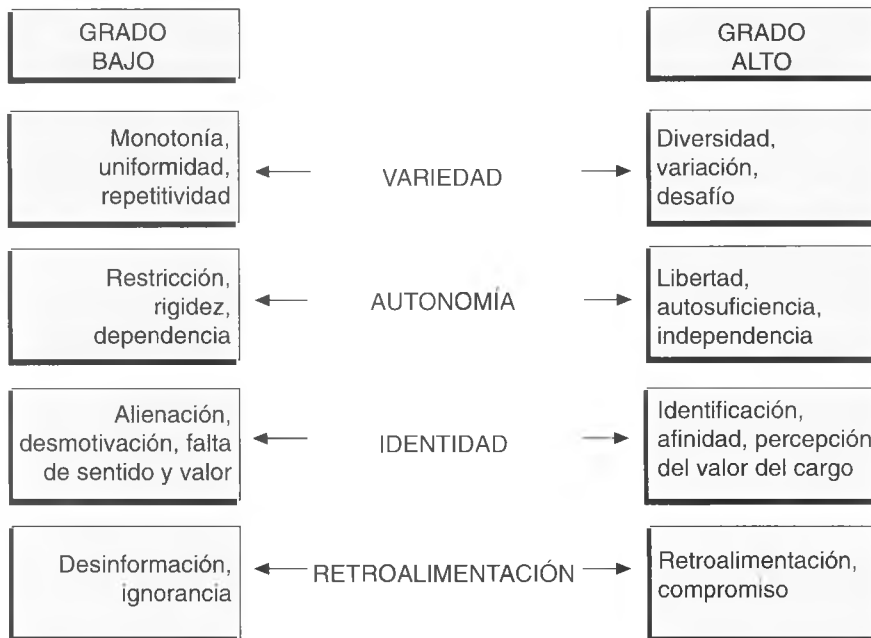 GRADO
BAJO
GRADO
ALTO
Monotonía,
uniformidad,
repetitividad
VARIEDAD
Diversidad,
variación,
desafío
Restricción,
rigidez,
dependencia
AUTONOMÍA
Libertad,
autosuficiencia,
independencia
Alienación,
desmotivación, falta
de sentido y valor
IDENTIDAD
Identificación,
afinidad, percepción
del valor del cargo
Desinformación,
ignorancia
RETROALIMENTACIÓN
Retroalimentación,
compromiso